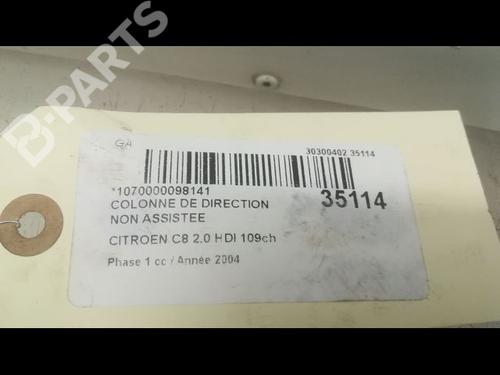 B-PARTS
GA
30300402 35114
*1070000098141
35114
COLONNE DE DIRECTION
NON ASSISTEE
CITROEN C8 2.0 HDI 109ch
Phase 1 cc / Année 2004